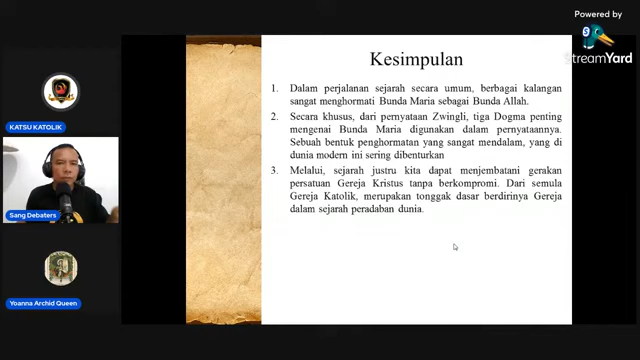 Powered by
StreamYard
Kesimpulan
1. Dalam perjalanan sejarah secara umum, berbagai kalangan
sangat menghormati Bunda Maria sebagai Bunda Allah.
2. Secara khusus, dari pernyataan Zwingli, tiga Dogma penting
mengenai Bunda Maria digunakan dalam pernyataannya.
Sebuah bentuk penghormatan yang sangat mendalam, yang di
dunia modern ini sering dibenturkan
3. Melalui, sejarah justru kita dapat menjembatani gerakan
persatuan Gereja Kristus tanpa berkompromi. Dari semula
Gereja Katolik, merupakan tonggak dasar berdirinya Gereja
dalam sejarah peradaban dunia.
KATSU KATOLIK
Sang Debaters
Yoanna Archid Queen